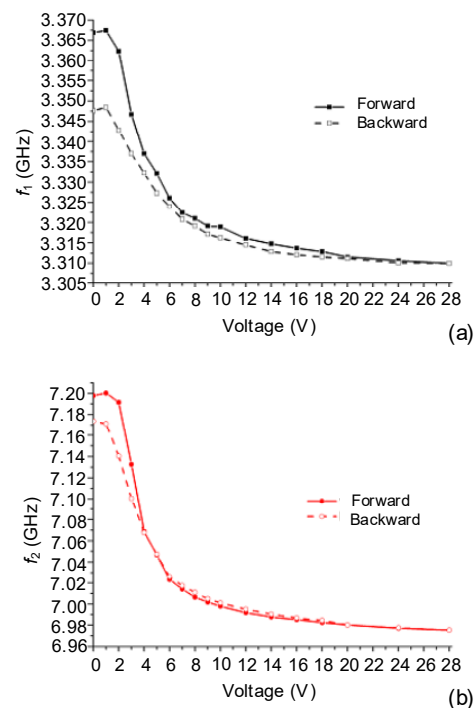 3.370
3.365
3.360
3.355
3.350
3.345
3.340
3.335
3.330
3.325
3.320
3.315
3.310
3.305
f1 (GHz)
Forward
Backward
0 2 4 6 8 10 12 14 16 18 20 22 24 26 28
Voltage (V)
(a)
7.20
7.18
7.16
7.14
7.12
7.10
7.08
7.06
7.04
7.02
7.00
6.98
6.96
f2 (GHz)
Forward
Backward
0 2 4 6 8 10 12 14 16 18 20 22 24 26 28
Voltage (V)
(b)